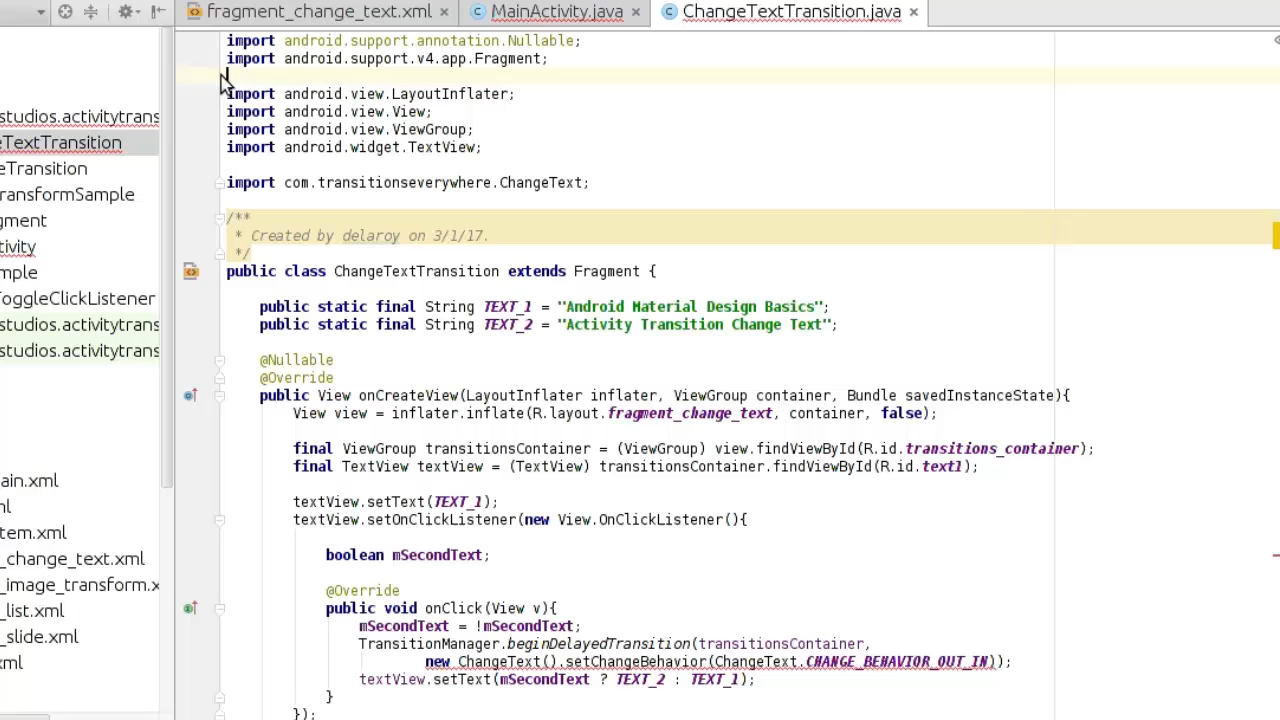 fragment_change_text.xml
MainActivity.java
ChangeTextTransition.java
studios.activitytrans
eTextTransition
eTransition
ransformSample
gment
tivity
mple
oggleClickListener
studios.activitytrans
studios.activitytrans
ain.xml
ml
tem.xml
_change_text.xml
_image_transform.x
_list.xml
_slide.xml
xml
import android.support.annotation.Nullable;
import android.support.v4.app.Fragment;
import android.view.LayoutInflater;
import android.view.View;
import android.view.ViewGroup;
import android.widget.TextView;
import com.transitionseverywhere.ChangeText;
/**
* Created by delaroy on 3/1/17.
*/
public class ChangeTextTransition extends Fragment {
public static final String TEXT_1 = "Android Material Design Basics";
public static final String TEXT_2 = "Activity Transition Change Text";
@Nullable
@Override
public View onCreateView(LayoutInflater inflater, ViewGroup container, Bundle savedInstanceState){
View view = inflater.inflate(R.layout.fragment_change_text, container, false);
final ViewGroup transitionsContainer = (ViewGroup) view.findViewById(R.id.transitions_container);
final TextView textView = (TextView) transitionsContainer.findViewById(R.id.text1);
textView.setText(TEXT_1);
textView.setOnClickListener(new View.OnClickListener(){
boolean mSecondText;
@Override
public void onClick(View v){
mSecondText = !mSecondText;
TransitionManager.beginDelayedTransition(transitionsContainer,
new ChangeText().setChangeBehavior(ChangeText.CHANGE_BEHAVIOR_OUT_IN));
textView.setText(mSecondText ? TEXT_2 : TEXT_1);
}
});